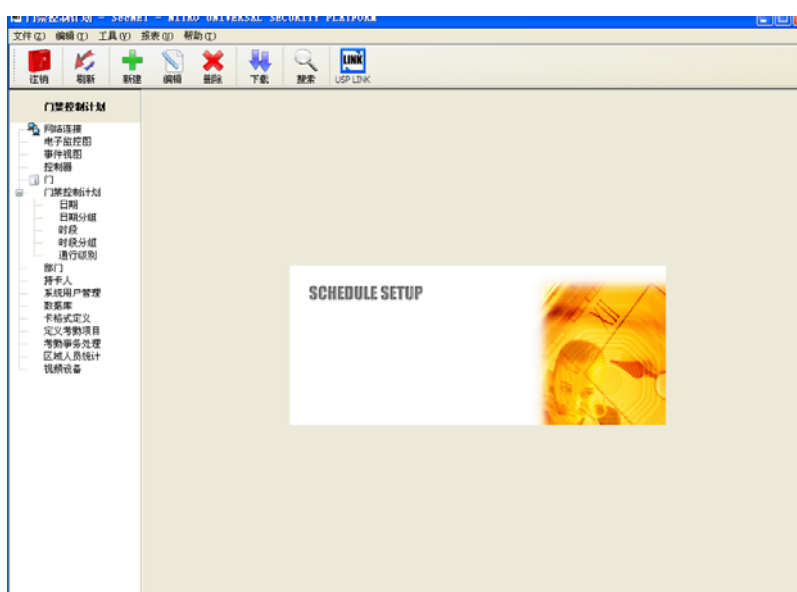 门禁控制计划 - SecNET - NITRO UNIVERSAL SECURITY PLATFORM
文件(Z) 编辑(U) 工具(V) 报表(W) 帮助(T)
注销 刷新 新建 编辑 删除 下载 搜索 USP LINK
LINK
门禁控制计划
网络连接
电子监控图
事件视图
控制器
门
门禁控制计划
日期
日期分组
时段
时段分组
通行级别
部门
持卡人
系统用户管理
数据库
卡格式定义
定义考勤项目
考勤事务处理
区域人员统计
视频设备
SCHEDULE SETUP